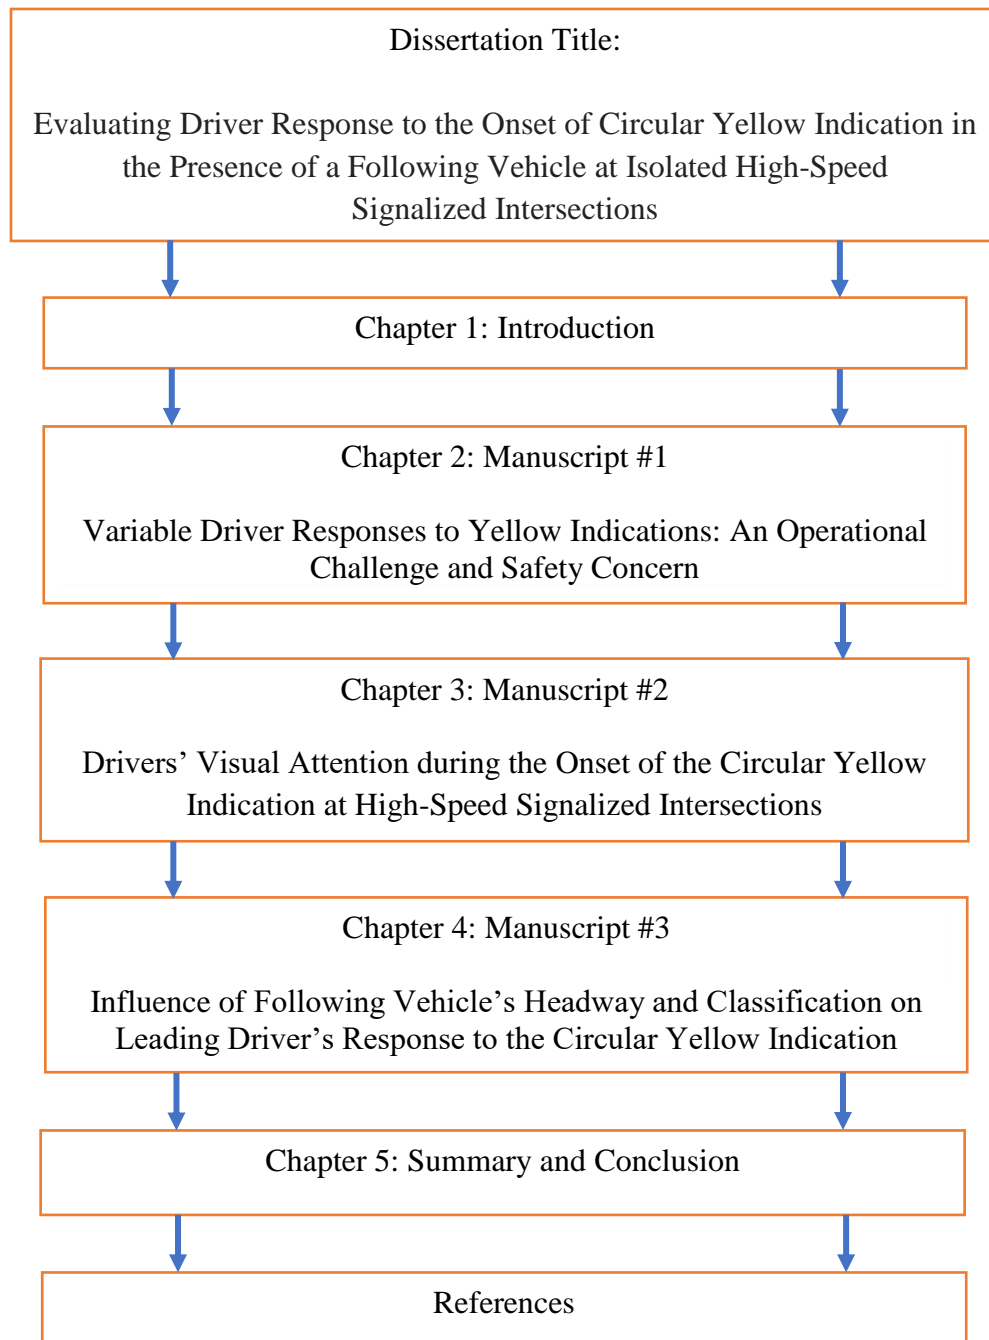 Dissertation Title:
Evaluating Driver Response to the Onset of Circular Yellow Indication in
the Presence of a Following Vehicle at Isolated High-Speed
Signalized Intersections
Chapter 1: Introduction
Chapter 2: Manuscript #1
Variable Driver Responses to Yellow Indications: An Operational
Challenge and Safety Concern
Chapter 3: Manuscript #2
Drivers’ Visual Attention during the Onset of the Circular Yellow
Indication at High-Speed Signalized Intersections
Chapter 4: Manuscript #3
Influence of Following Vehicle’s Headway and Classification on
Leading Driver’s Response to the Circular Yellow Indication
Chapter 5: Summary and Conclusion
References